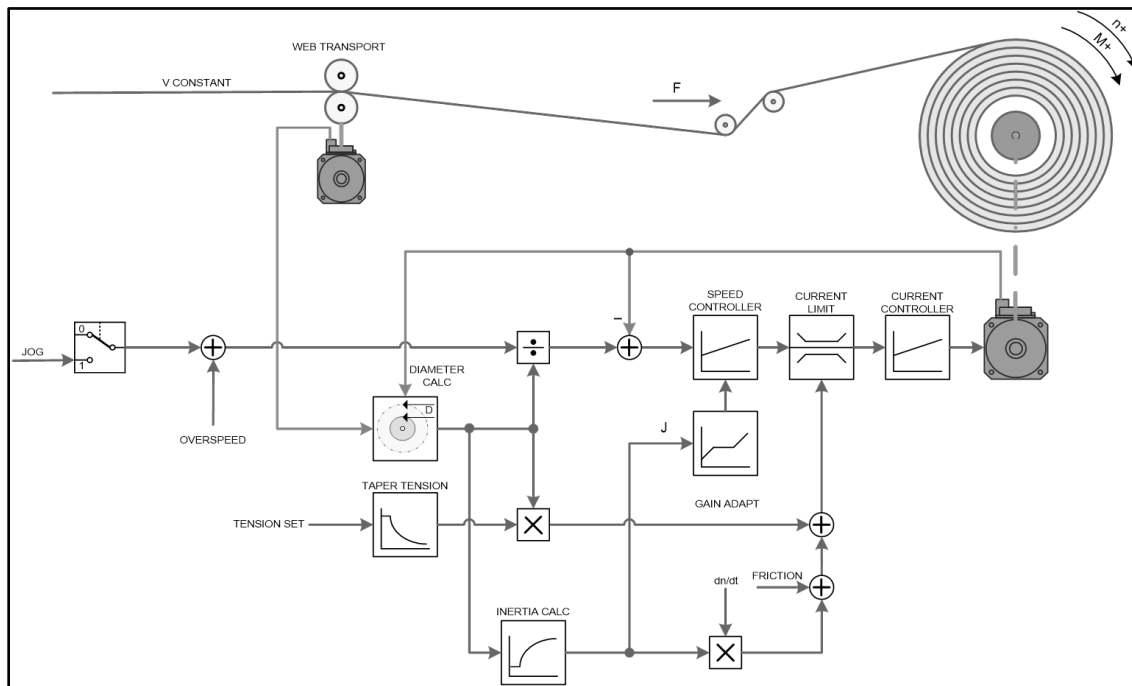 WEB TRANSPORT
V CONSTANT
F
n+
M+
SPEED
CONTROLLER
CURRENT
LIMIT
CURRENT
CONTROLLER
0
JOG
1
–
+
÷
+
DIAMETER
CALC
D
OVERSPEED
J
TAPER TENSION
GAIN ADAPT
TENSION SET
×
+
dn/dt
FRICTION
+
INERTIA CALC
×